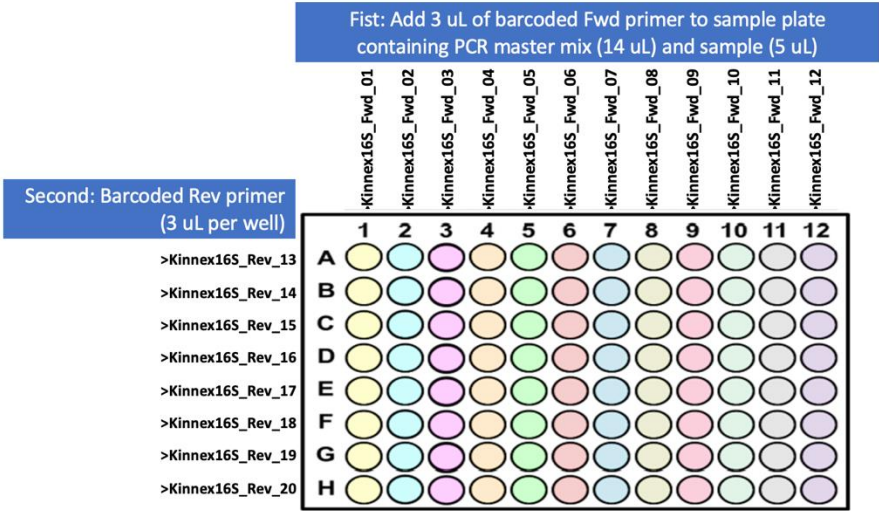 Fist: Add 3 uL of barcoded Fwd primer to sample plate
containing PCR master mix (14 uL) and sample (5 uL)
>Kinnex16S_Fwd_01
>Kinnex16S_Fwd_02
>Kinnex16S_Fwd_03
>Kinnex16S_Fwd_04
>Kinnex16S_Fwd_05
>Kinnex16S_Fwd_06
>Kinnex16S_Fwd_07
>Kinnex16S_Fwd_08
>Kinnex16S_Fwd_09
>Kinnex16S_Fwd_10
>Kinnex16S_Fwd_11
>Kinnex16S_Fwd_12
Second: Barcoded Rev primer
(3 uL per well)
1 2 3 4 5 6 7 8 9 10 11 12
>Kinnex16S_Rev_13 A
>Kinnex16S_Rev_14 B
>Kinnex16S_Rev_15 C
>Kinnex16S_Rev_16 D
>Kinnex16S_Rev_17 E
>Kinnex16S_Rev_18 F
>Kinnex16S_Rev_19 G
>Kinnex16S_Rev_20 H